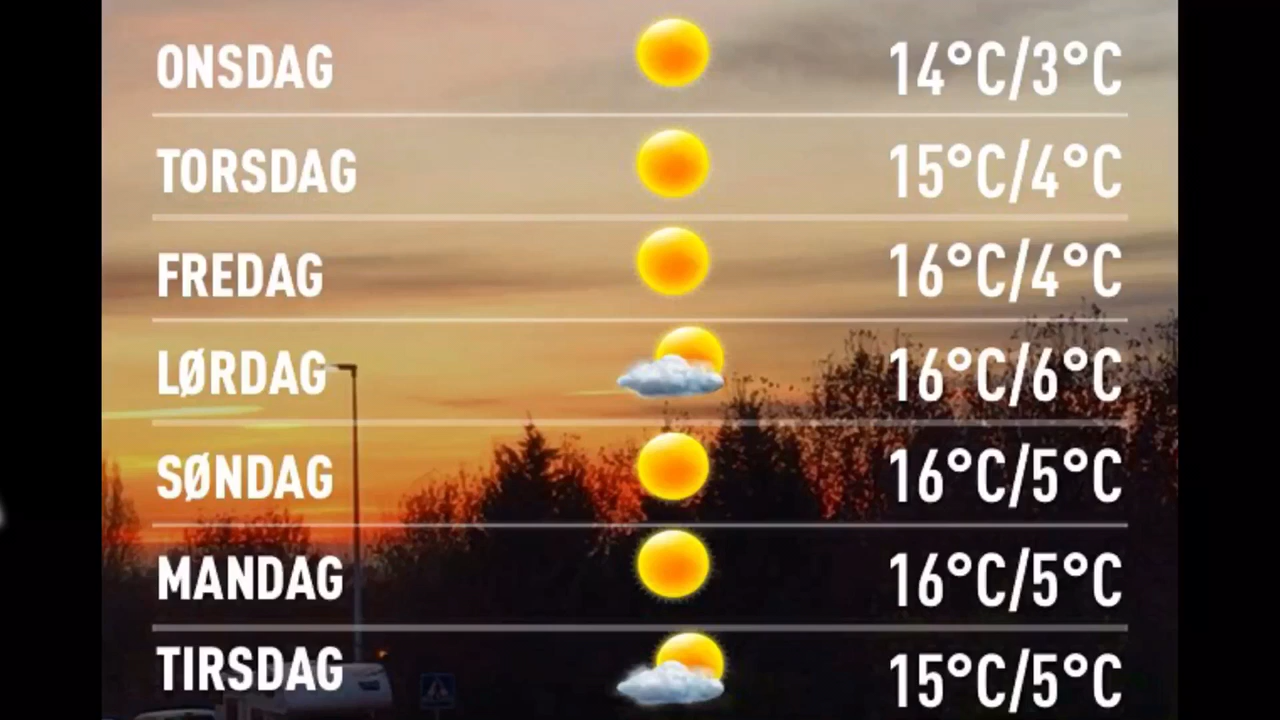 ONSDAG 14°C/3°C
TORSDAG 15°C/4°C
FREDAG 16°C/4°C
LØRDAG 16°C/6°C
SØNDAG 16°C/5°C
MANDAG 16°C/5°C
TIRSDAG 15°C/5°C